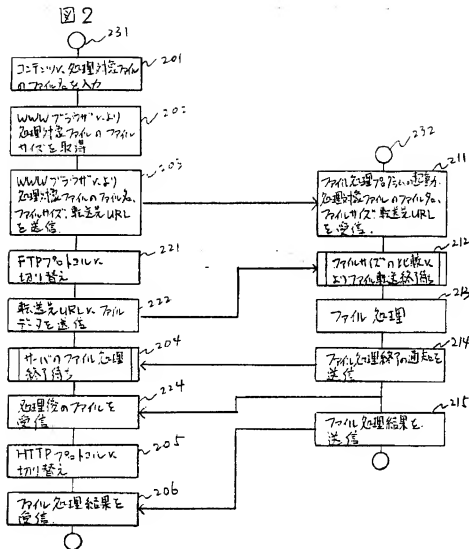 図2
231
コンテンツに、処理対象ファイル
のファイル名を入力
201
WWWブラウザにより
処理対象ファイルのファイル
サイズを取得
202
WWWブラウザにより
処理対象ファイルのファイル名、
ファイルサイズ、転送先URL
を送信.
203
FTPプロトコルに
切り替え
221
転送先URLに、ファイル
データを送信
222
サーバのファイル処理
終了待ち
204
処理後のファイルを
受信
224
HTTPプロトコルに
切り替え
205
ファイル処理結果を
受信.
206
232
ファイル処理プログラムの起動.
処理対象ファイルのファイル名、
ファイルサイズ、転送先URL
を受信.
211
ファイルサイズの比較に
よりファイル転送終了待ち
212
ファイル処理
213
ファイル処理終了の通知を
送信
214
ファイル処理結果を.
送信
215